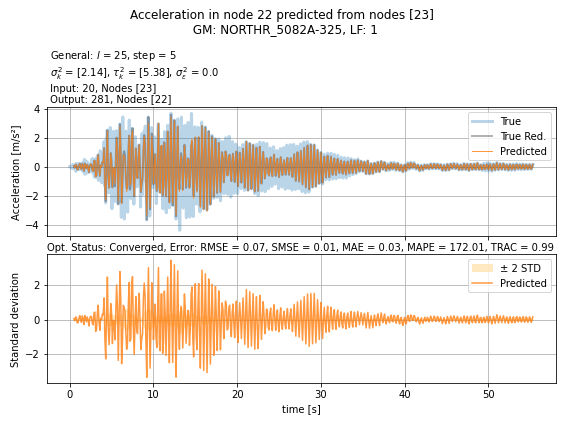 Acceleration in node 22 predicted from nodes [23]
GM: NORTHR_5082A-325, LF: 1
General: l = 25, step = 5
σ²ₖ = [2.14], τ²ₖ = [5.38], σ²ε = 0.0
Input: 20, Nodes [23]
Output: 281, Nodes [22]
Acceleration [m/s²]
4
2
0
−2
−4
True
True Red.
Predicted
Opt. Status: Converged, Error: RMSE = 0.07, SMSE = 0.01, MAE = 0.03, MAPE = 172.01, TRAC = 0.99
Standard deviation
2
0
−2
± 2 STD
Predicted
0 10 20 30 40 50
time [s]